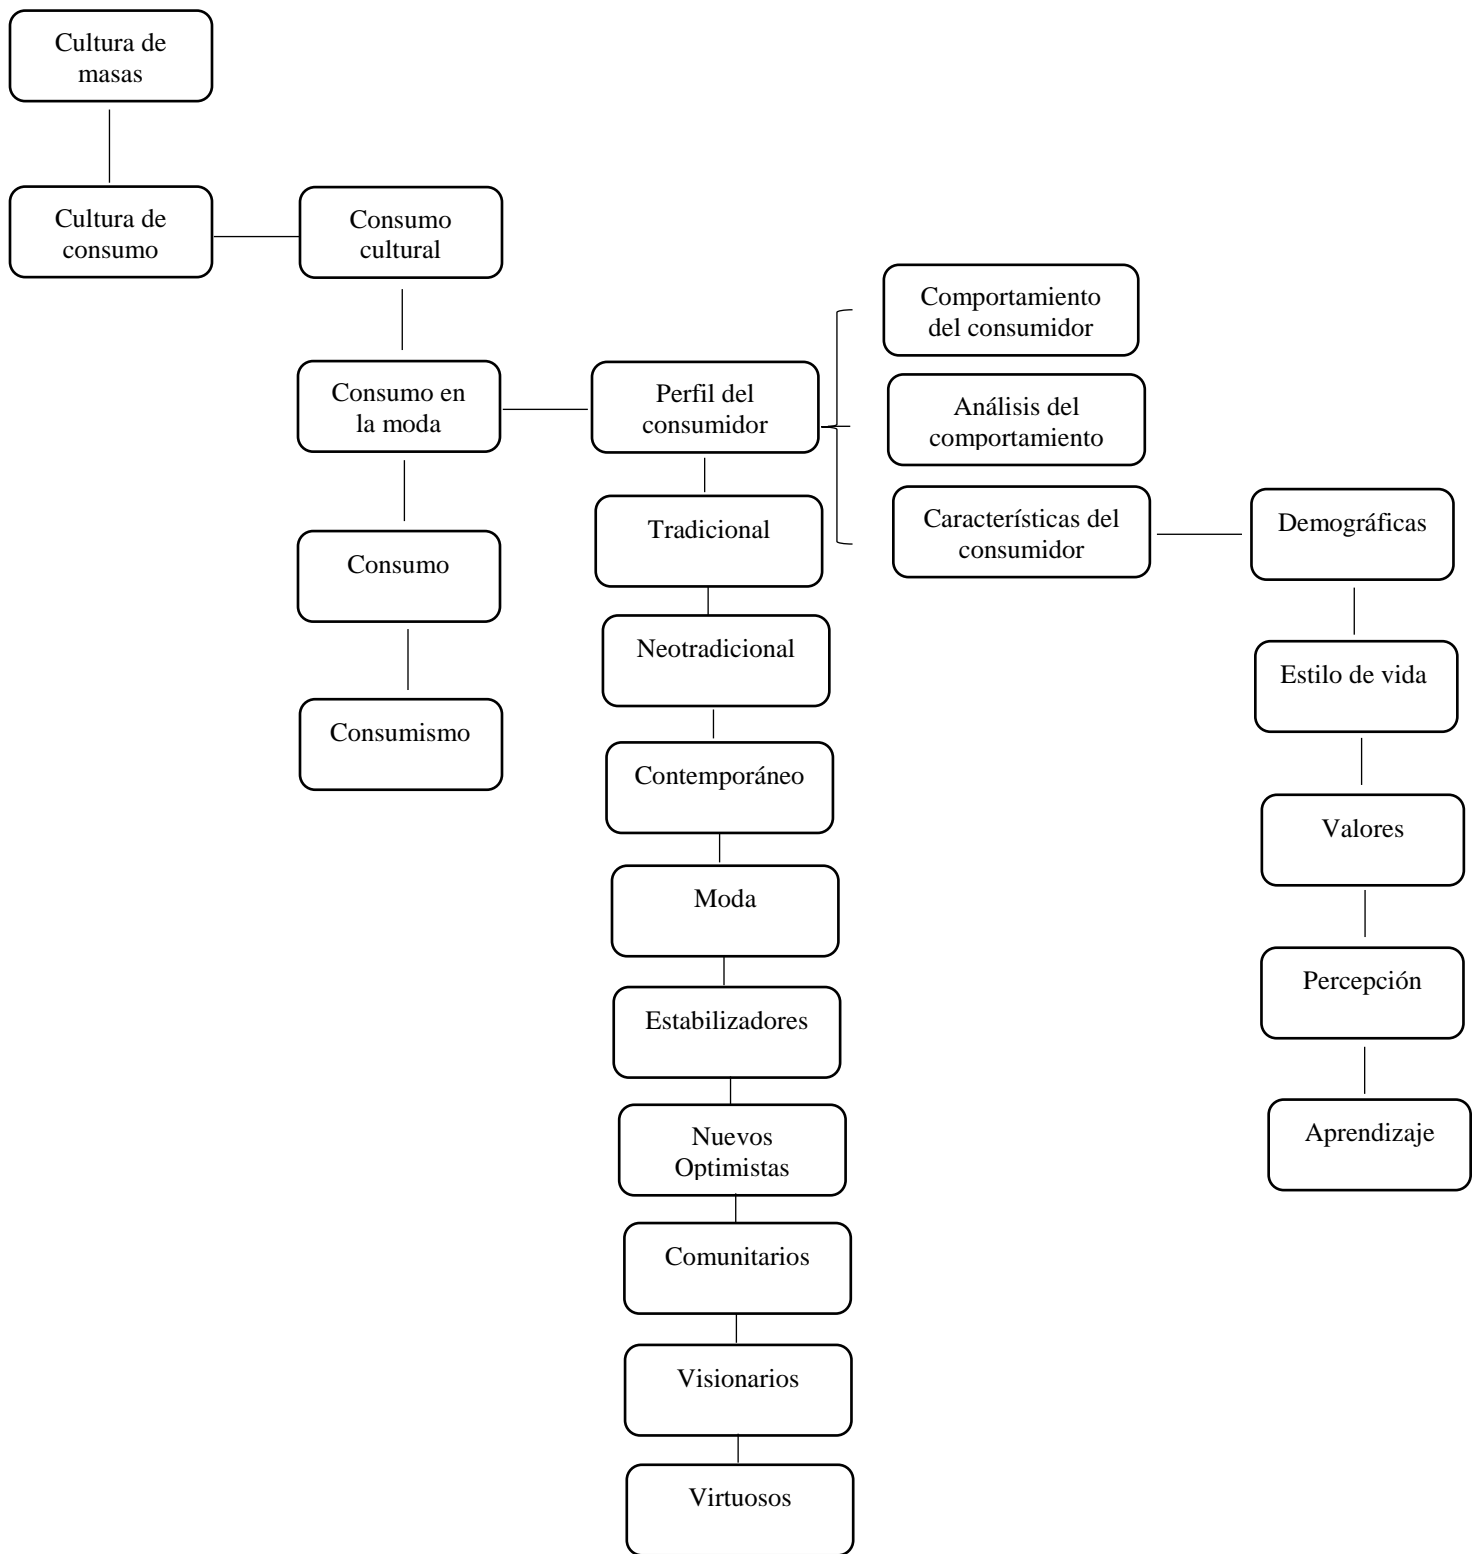 Cultura de
masas
Cultura de
consumo
Consumo
cultural
Consumo en
la moda
Consumo
Consumismo
Perfil del
consumidor
Tradicional
Neotradicional
Contemporáneo
Moda
Estabilizadores
Nuevos
Optimistas
Comunitarios
Visionarios
Virtuosos
Comportamiento
del consumidor
Análisis del
comportamiento
Características del
consumidor
Demográficas
Estilo de vida
Valores
Percepción
Aprendizaje